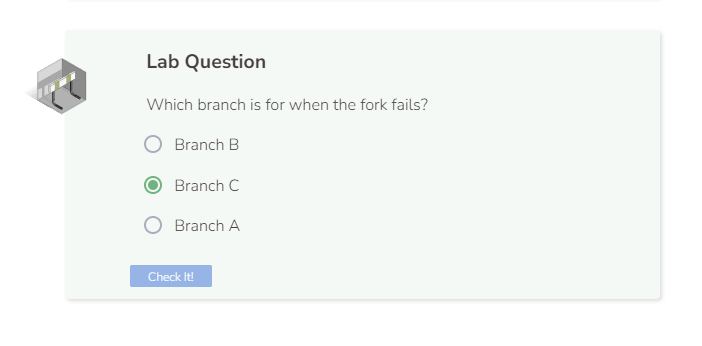 Lab Question
Which branch is for when the fork fails?
Branch B
Branch C
Branch A
Check It!